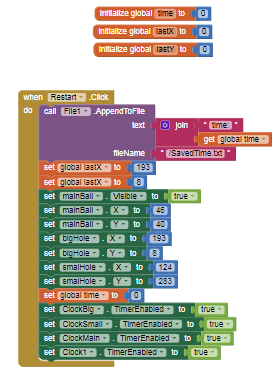 initialize global time to 0
initialize global lastX to 0
initialize global lastY to 0
when Restart .Click
do call File1 .AppendToFile
text join " time: "
get global time
fileName " /SavedTime.txt "
set global lastX to 193
set global lastX to 8
set mainBall . Visible to true
set mainBall . X to 46
set mainBall . Y to 40
set bigHole . X to 193
set bigHole . Y to 8
set smalHole . X to 124
set smalHole . Y to 283
set global time to 0
set ClockBig . TimerEnabled to true
set ClockSmall . TimerEnabled to true
set ClockMain . TimerEnabled to true
set Clock1 . TimerEnabled to true